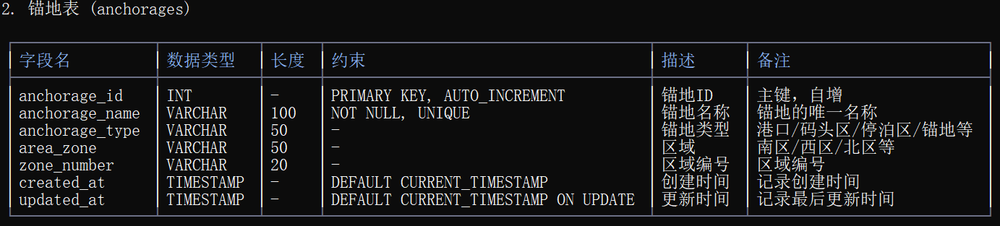 2. 锚地表 (anchorages)
字段名 数据类型 长度 约束 描述 备注
anchorage_id INT - PRIMARY KEY, AUTO_INCREMENT 锚地ID 主键，自增
anchorage_name VARCHAR 100 NOT NULL, UNIQUE 锚地名称 锚地的唯一名称
anchorage_type VARCHAR 50 - 锚地类型 港口/码头区/停泊区/锚地等
area_zone VARCHAR 50 - 区域 南区/西区/北区等
zone_number VARCHAR 20 - 区域编号 区域编号
created_at TIMESTAMP - DEFAULT CURRENT_TIMESTAMP 创建时间 记录创建时间
updated_at TIMESTAMP - DEFAULT CURRENT_TIMESTAMP ON UPDATE 更新时间 记录最后更新时间